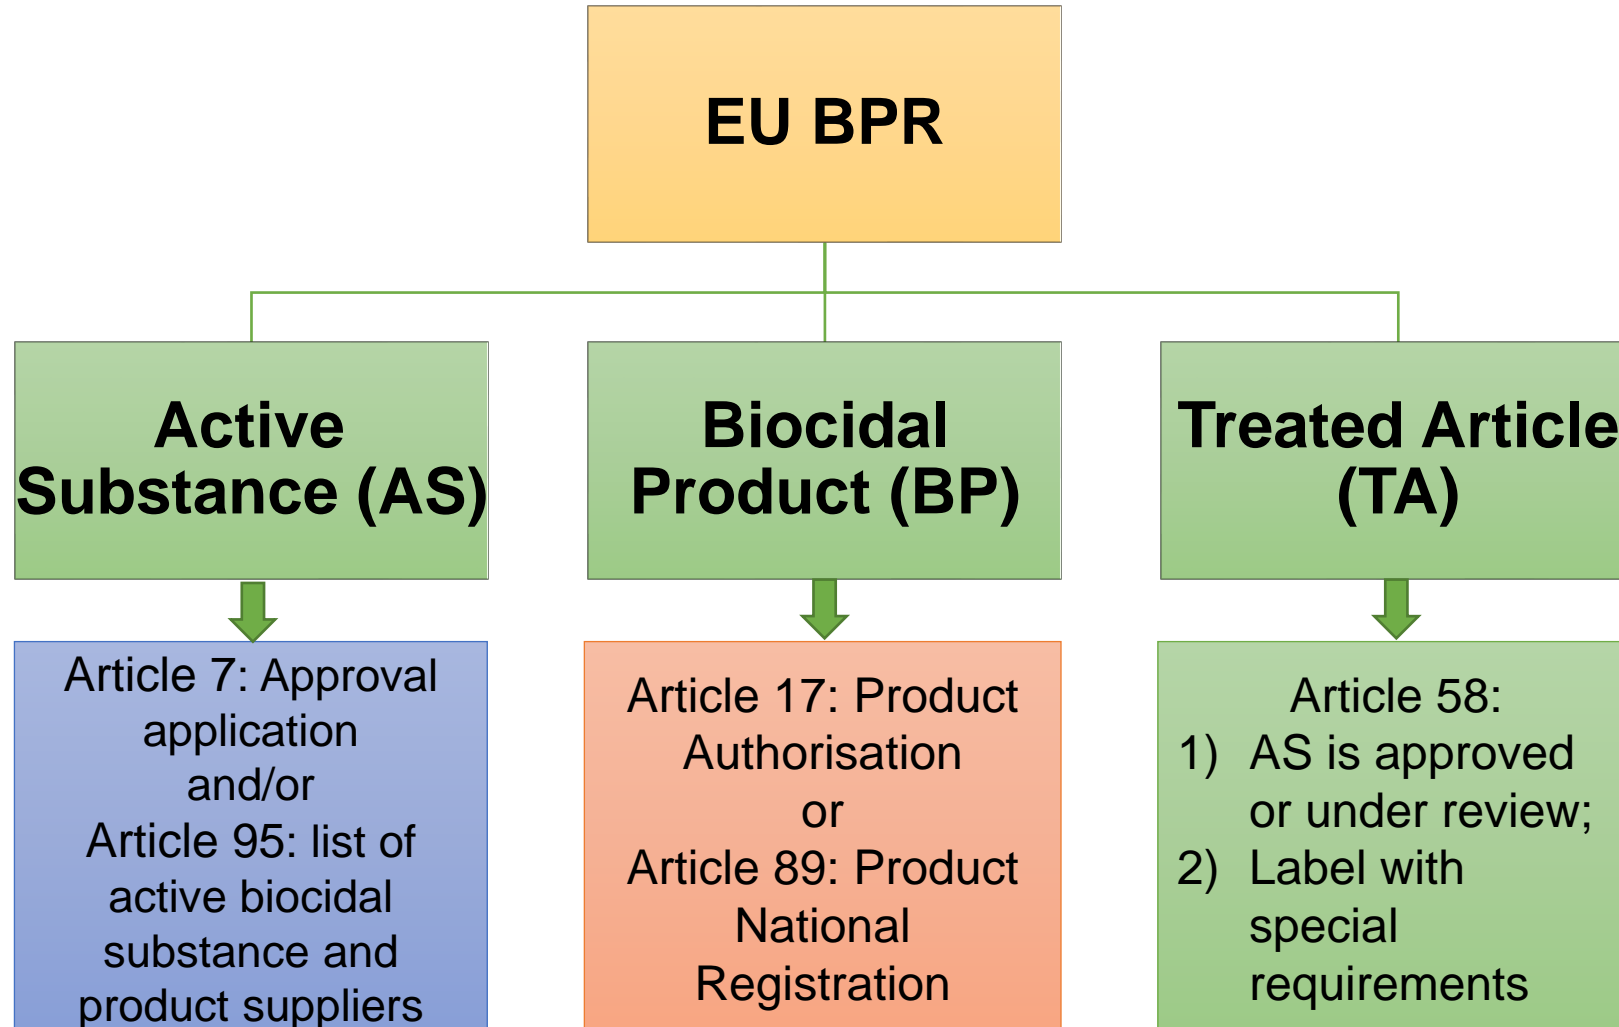 EU BPR
Active
Substance (AS)
Biocidal
Product (BP)
Treated Article
(TA)
Article 7: Approval
application
and/or
Article 95: list of
active biocidal
substance and
product suppliers
Article 17: Product
Authorisation
or
Article 89: Product
National
Registration
Article 58:
1) AS is approved
or under review;
2) Label with
special
requirements